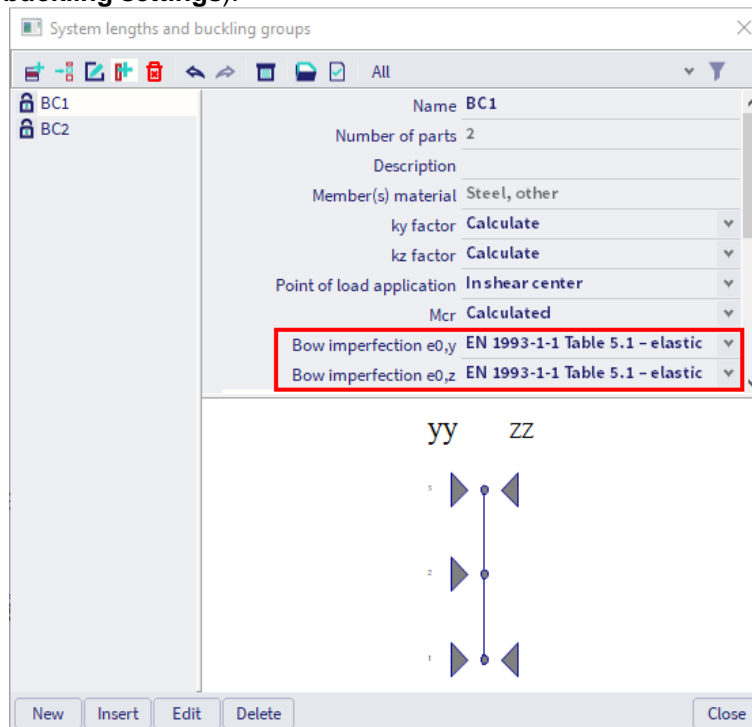 buckling settings).
System lengths and buckling groups
All
BC1
BC2
Name BC1
Number of parts 2
Description
Member(s) material Steel, other
ky factor Calculate
kz factor Calculate
Point of load application In shear center
Mcr Calculated
Bow imperfection e0,y EN 1993-1-1 Table 5.1 – elastic
Bow imperfection e0,z EN 1993-1-1 Table 5.1 – elastic
yy zz
3
2
1
New Insert Edit Delete Close